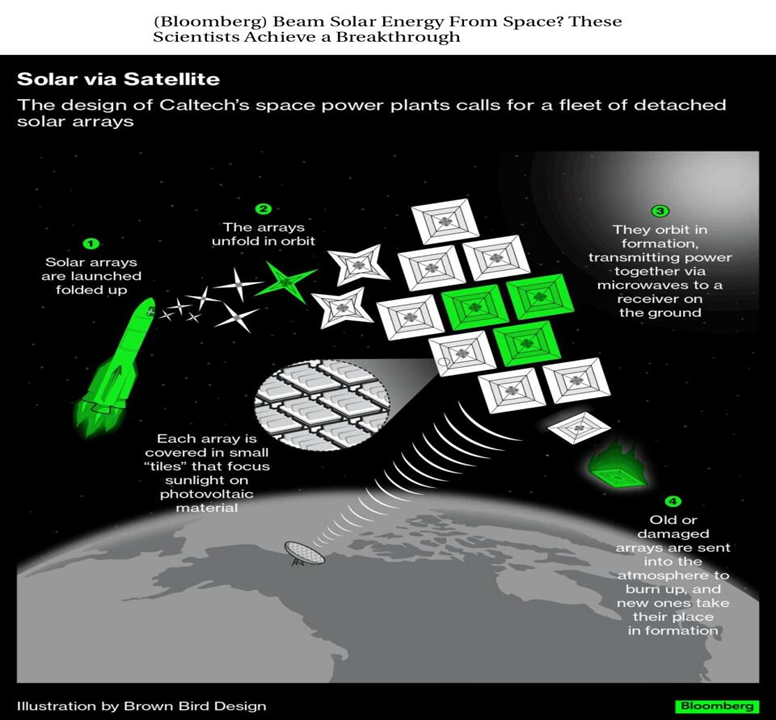 (Bloomberg) Beam Solar Energy From Space? These
Scientists Achieve a Breakthrough
Solar via Satellite
The design of Caltech's space power plants calls for a fleet of detached
solar arrays
1
Solar arrays
are launched
folded up
2
The arrays
unfold in orbit
3
They orbit in
formation,
transmitting power
together via
microwaves to a
receiver on
the ground
Each array is
covered in small
“tiles” that focus
sunlight on
photovoltaic
material
4
Old or
damaged
arrays are sent
into the
atmosphere to
burn up, and
new ones take
their place
in formation
Illustration by Brown Bird Design
Bloomberg